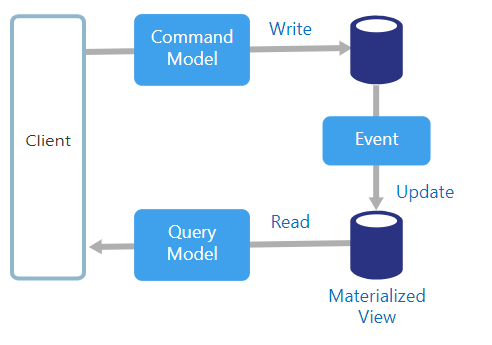 Command
Model
Write
Client
Event
Update
Query
Model
Read
Materialized
View